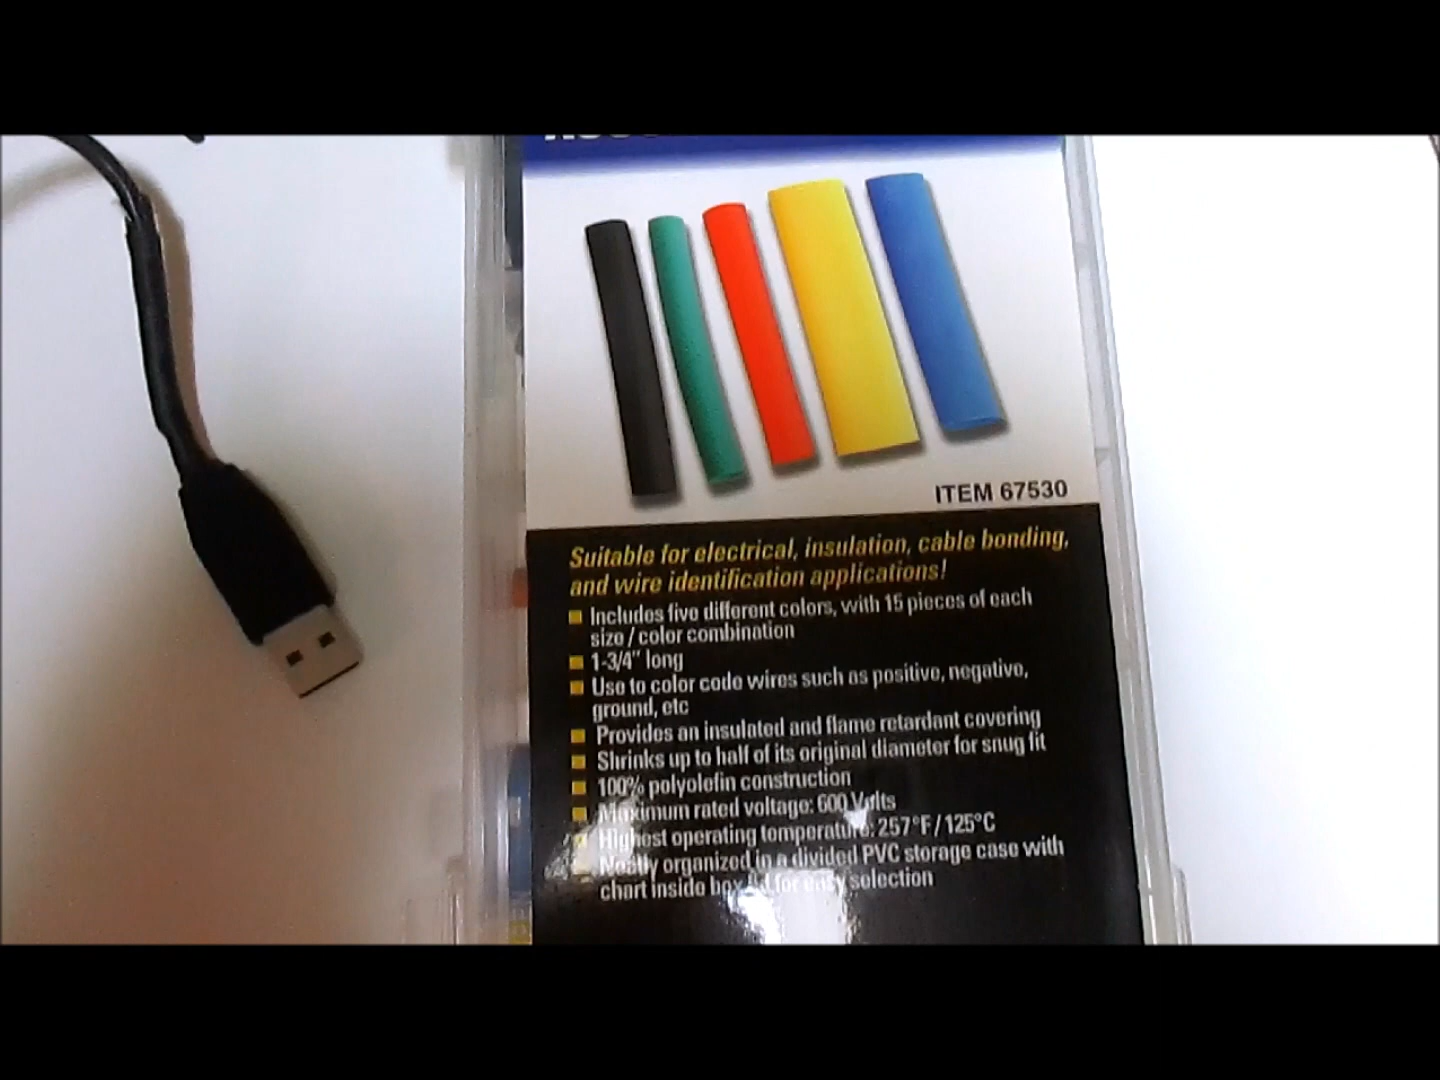 ITEM 67530
Suitable for electrical, insulation, cable bonding,
and wire identification applications!
Includes five different colors, with 15 pieces of each
size / color combination
1-3/4" long
Use to color code wires such as positive, negative,
ground, etc
Provides an insulated and flame retardant covering
Shrinks up to half of its original diameter for snug fit
100% polyolefin construction
Maximum rated voltage: 600 Volts
Highest operating temperature: 257°F / 125°C
Neatly organized in a divided PVC storage case with
chart inside box lid for easy selection